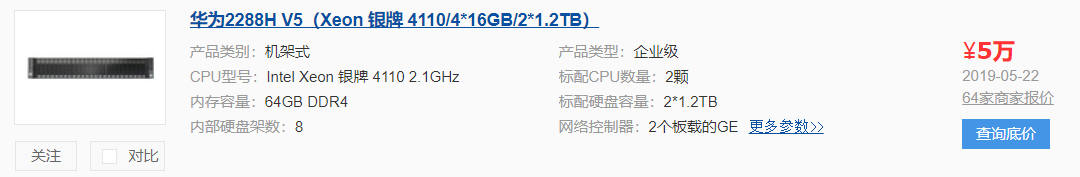 华为2288H V5（Xeon 银牌 4110/4*16GB/2*1.2TB）
产品类别： 机架式
产品类型： 企业级
CPU型号： Intel Xeon 银牌 4110 2.1GHz
标配CPU数量： 2颗
内存容量： 64GB DDR4
标配硬盘容量： 2*1.2TB
内部硬盘架数： 8
网络控制器： 2个板载的GE 更多参数>>
¥5万
2019-05-22
64家商家报价
查询底价
关注
对比